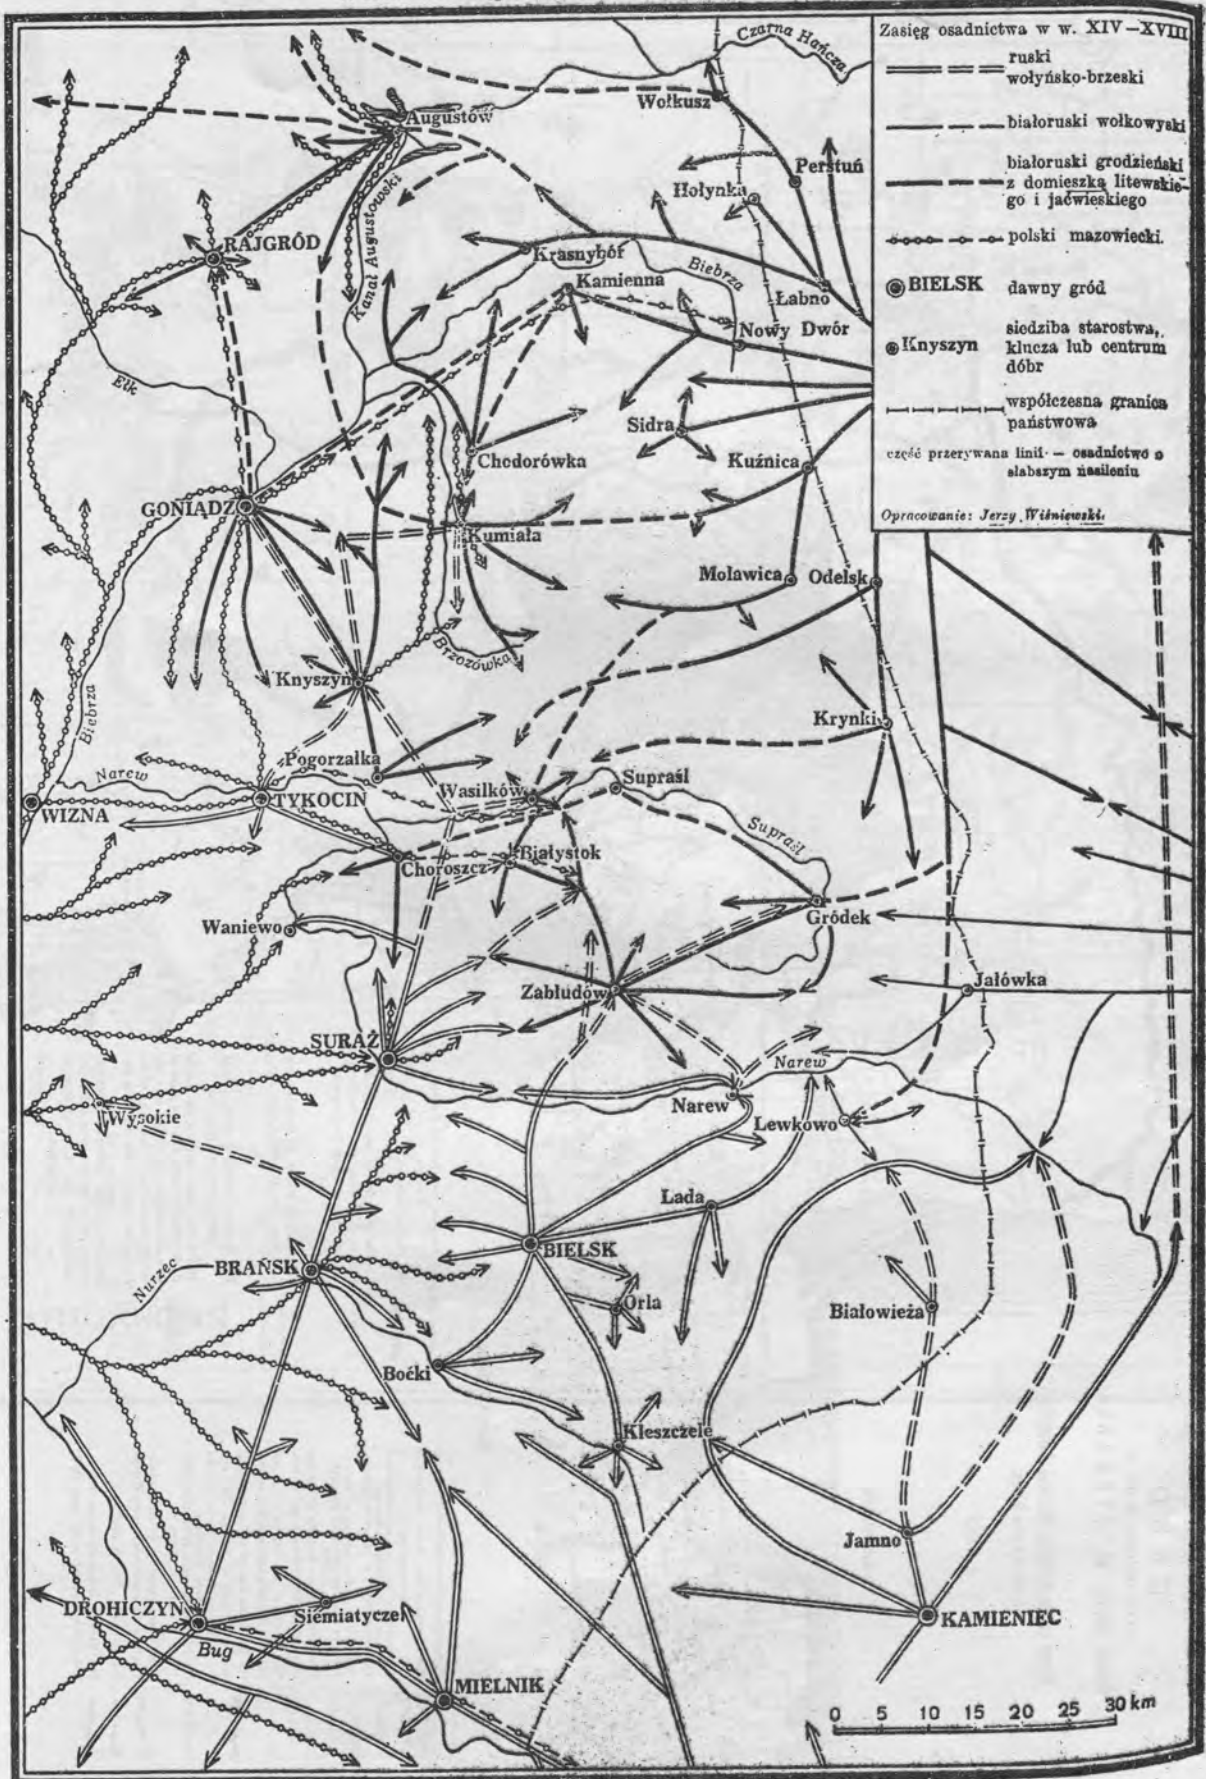 Zasięg osadnictwa w w. XIV–XVIII
ruski
wołyńsko-brzeski
białoruski wołkowyski
białoruski grodzieński
z domieszką litewskie-
go i jaćwieskiego
polski mazowiecki.
BIELSK dawny gród
siedziba starostwa,
Knyszyn klucza lub centrum
dóbr
współczesna granica
państwowa
część przerywana linii – osadnictwo o
słabszym nasileniu
Opracowanie: Jerzy Wiśniewski.
Czarna Hańcza
Wołkusz
Augustów
Perstuń
Hołynka
Kanał Augustowski
RAJGRÓD
Krasnybór
Biebrza
Kamienna
Łabno
Nowy Dwór
Ełk
Sidra
Chodorówka
Kuźnica
GONIĄDZ
Kumiała
Molawica
Odelsk
Brzozówka
Knyszyn
Biebrza
Krynki
Pogorzałka
Narew
Supraśl
Wasilków
TYKOCIN
WIZNA
Supraśl
Białystok
Choroszcz
Gródek
Waniewo
Jałówka
Zabłudów
SURAŻ
Narew
Narew
Wysokie
Lewkowo
Łada
BIELSK
BRAŃSK
Nurzec
Orla
Białowieża
Boćki
Kleszczele
Jamno
DROHICZYN
Siemiatycze
KAMIENIEC
Bug
MIELNIK
0 5 10 15 20 25 30 km